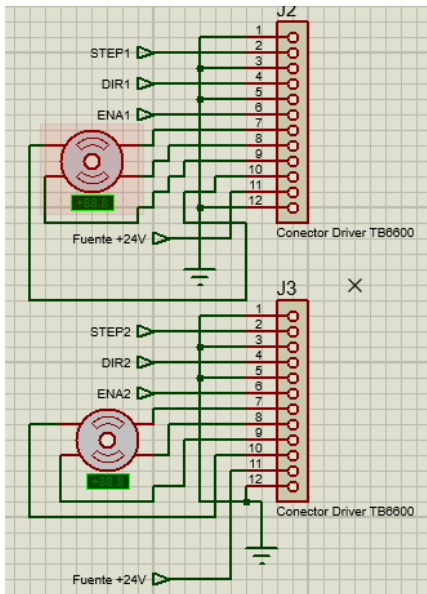 J2
1
STEP1 2
3
DIR1 4
5
ENA1 6
7
8
9
10
11
+88.8 12
Fuente +24V Conector Driver TB6600
J3
1
STEP2 2
3
DIR2 4
5
ENA2 6
7
8
9
10
11
+88.8 12
Conector Driver TB6600
Fuente +24V